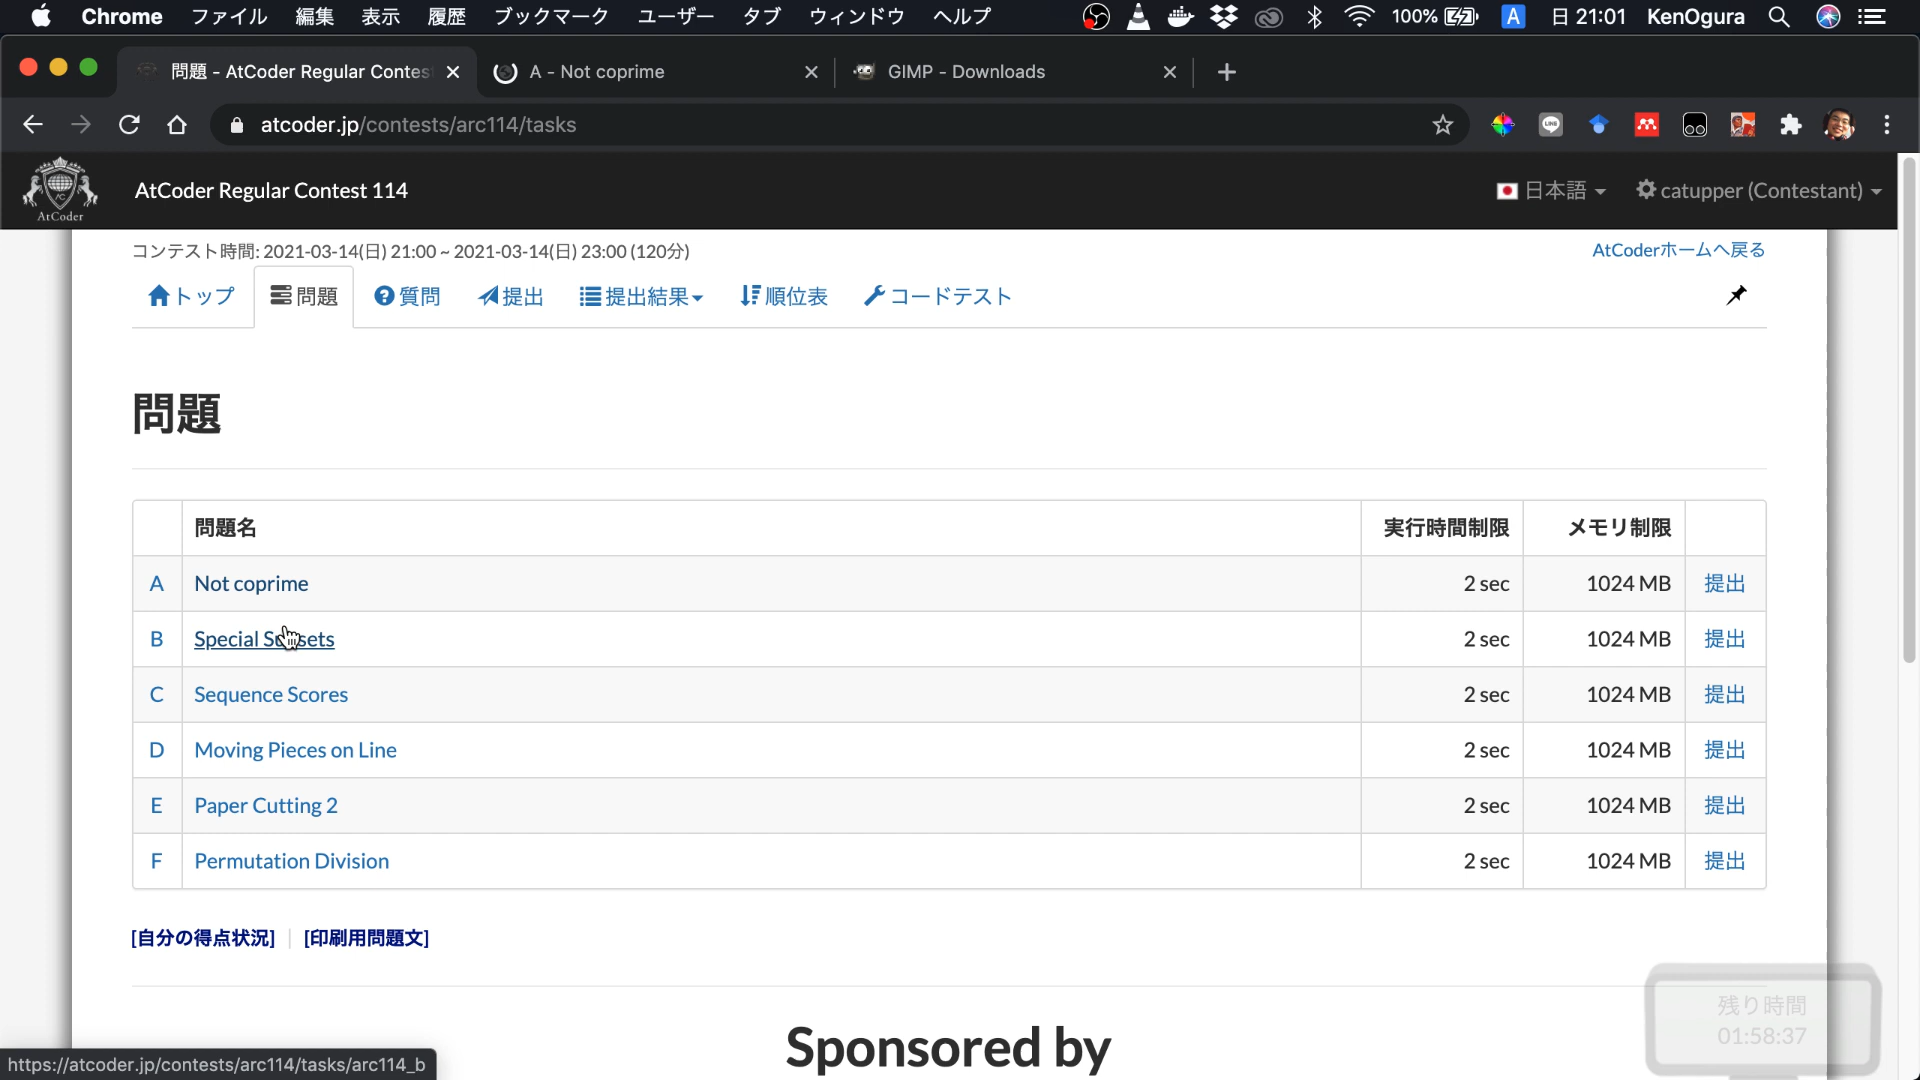 Chrome ファイル 編集 表示 履歴 ブックマーク ユーザー タブ ウィンドウ ヘルプ 100% A 日 21:01 KenOgura
問題 - AtCoder Regular Contes A - Not coprime GIMP - Downloads
atcoder.jp/contests/arc114/tasks
AtCoder AtCoder Regular Contest 114 日本語 catupper (Contestant)
コンテスト時間: 2021-03-14(日) 21:00 ~ 2021-03-14(日) 23:00 (120分) AtCoderホームへ戻る
トップ 問題 質問 提出 提出結果 順位表 コードテスト
問題
問題名 実行時間制限 メモリ制限
A Not coprime 2 sec 1024 MB 提出
B Special Subsets 2 sec 1024 MB 提出
C Sequence Scores 2 sec 1024 MB 提出
D Moving Pieces on Line 2 sec 1024 MB 提出
E Paper Cutting 2 2 sec 1024 MB 提出
F Permutation Division 2 sec 1024 MB 提出
[自分の得点状況] [印刷用問題文]
残り時間
01:58:37
Sponsored by
https://atcoder.jp/contests/arc114/tasks/arc114_b